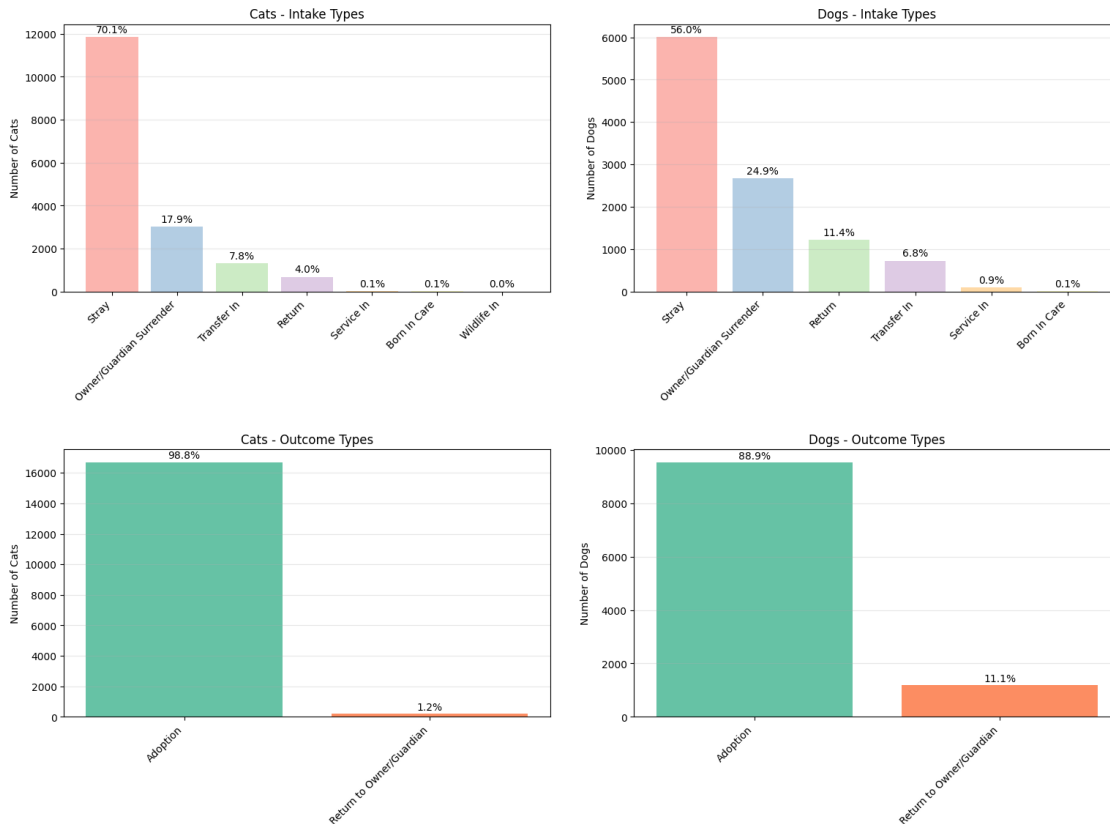 Cats - Intake Types
Number of Cats
12000
10000
8000
6000
4000
2000
0
70.1%
17.9%
7.8%
4.0%
0.1%
0.1%
0.0%
Stray
Owner/Guardian Surrender
Transfer In
Return
Service In
Born In Care
Wildlife In
Dogs - Intake Types
Number of Dogs
6000
5000
4000
3000
2000
1000
0
56.0%
24.9%
11.4%
6.8%
0.9%
0.1%
Stray
Owner/Guardian Surrender
Return
Transfer In
Service In
Born In Care
Cats - Outcome Types
Number of Cats
16000
14000
12000
10000
8000
6000
4000
2000
0
98.8%
1.2%
Adoption
Return to Owner/Guardian
Dogs - Outcome Types
Number of Dogs
10000
8000
6000
4000
2000
0
88.9%
11.1%
Adoption
Return to Owner/Guardian